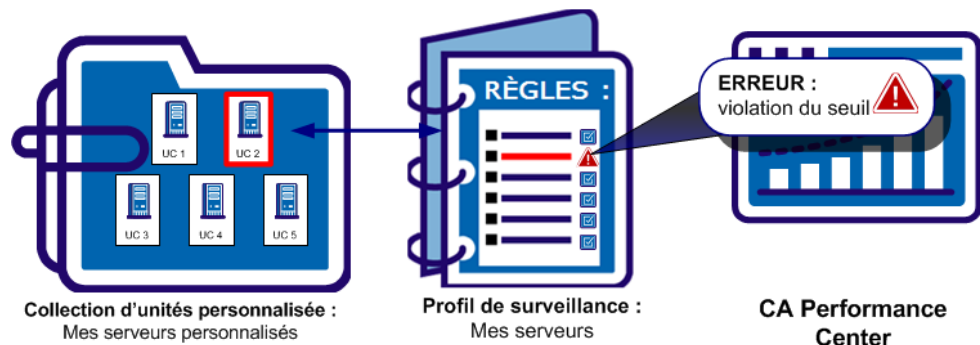 UC 1
UC 2
UC 3
UC 4
UC 5
Collection d'unités personnalisée :
Mes serveurs personnalisés
RÈGLES :
Profil de surveillance :
Mes serveurs
ERREUR :
violation du seuil
CA Performance
Center